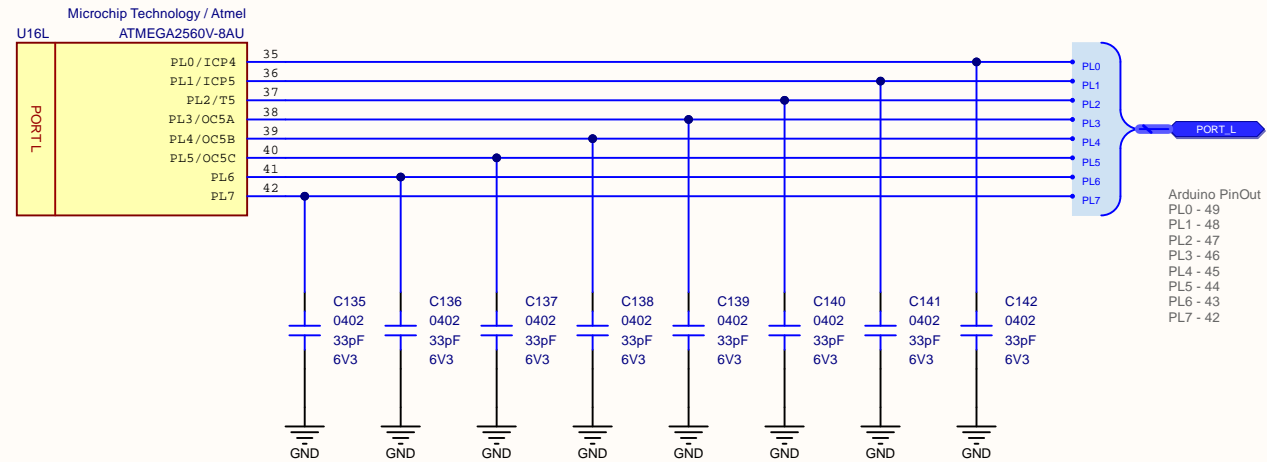 Microchip Technology / Atmel
U16L ATMEGA2560V-8AU
PORT L
PL0/ICP4 35 PL0
PL1/ICP5 36 PL1
PL2/T5 37 PL2
PL3/OC5A 38 PL3
PL4/OC5B 39 PL4
PL5/OC5C 40 PL5
PL6 41 PL6
PL7 42 PL7
PORT_L
Arduino PinOut
PL0 - 49
PL1 - 48
PL2 - 47
PL3 - 46
PL4 - 45
PL5 - 44
PL6 - 43
PL7 - 42
C135 C136 C137 C138 C139 C140 C141 C142
0402 0402 0402 0402 0402 0402 0402 0402
33pF 33pF 33pF 33pF 33pF 33pF 33pF 33pF
6V3 6V3 6V3 6V3 6V3 6V3 6V3 6V3
GND GND GND GND GND GND GND GND